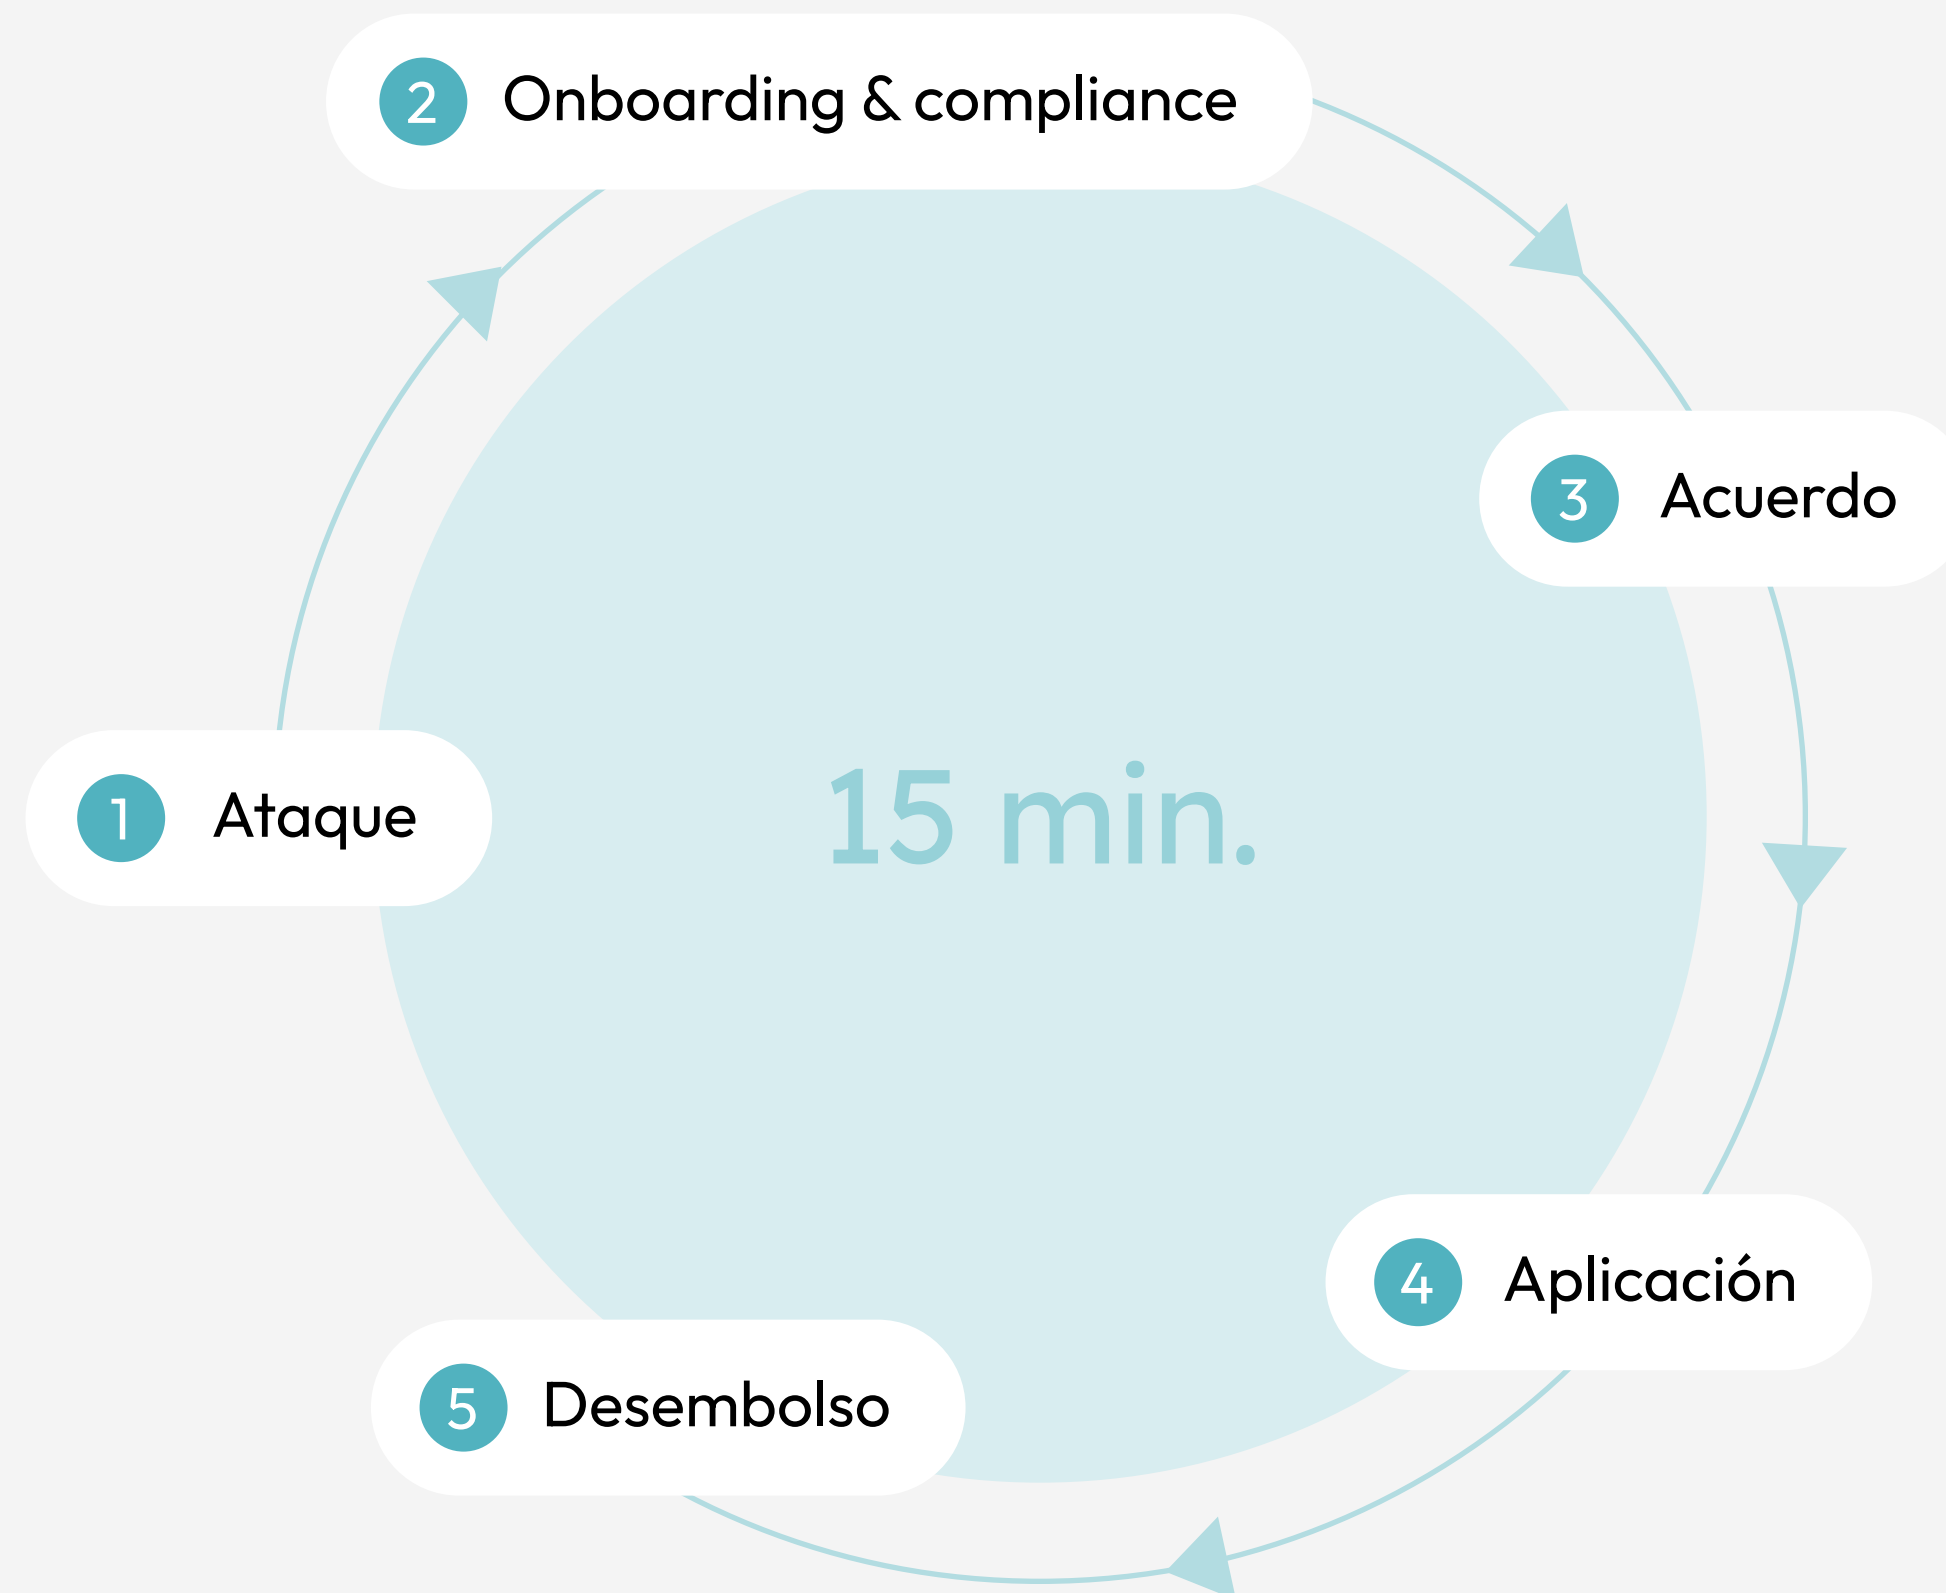 2 Onboarding & compliance
3 Acuerdo
1 Ataque
15 min.
4 Aplicación
5 Desembolso